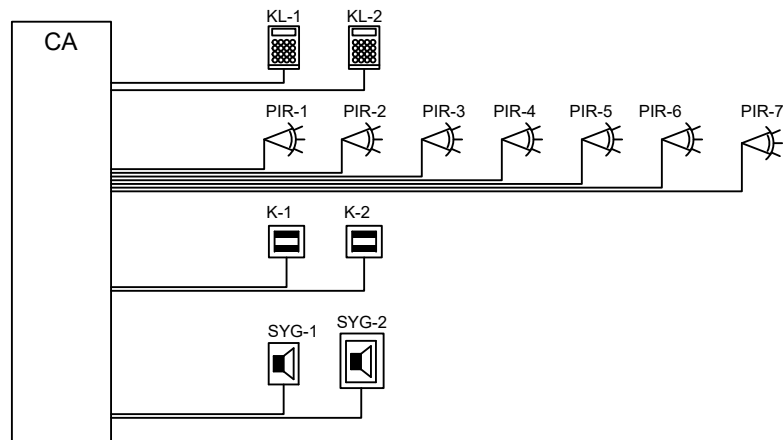 CA
KL-1 KL-2
PIR-1 PIR-2 PIR-3 PIR-4 PIR-5 PIR-6 PIR-7
K-1 K-2
SYG-1 SYG-2